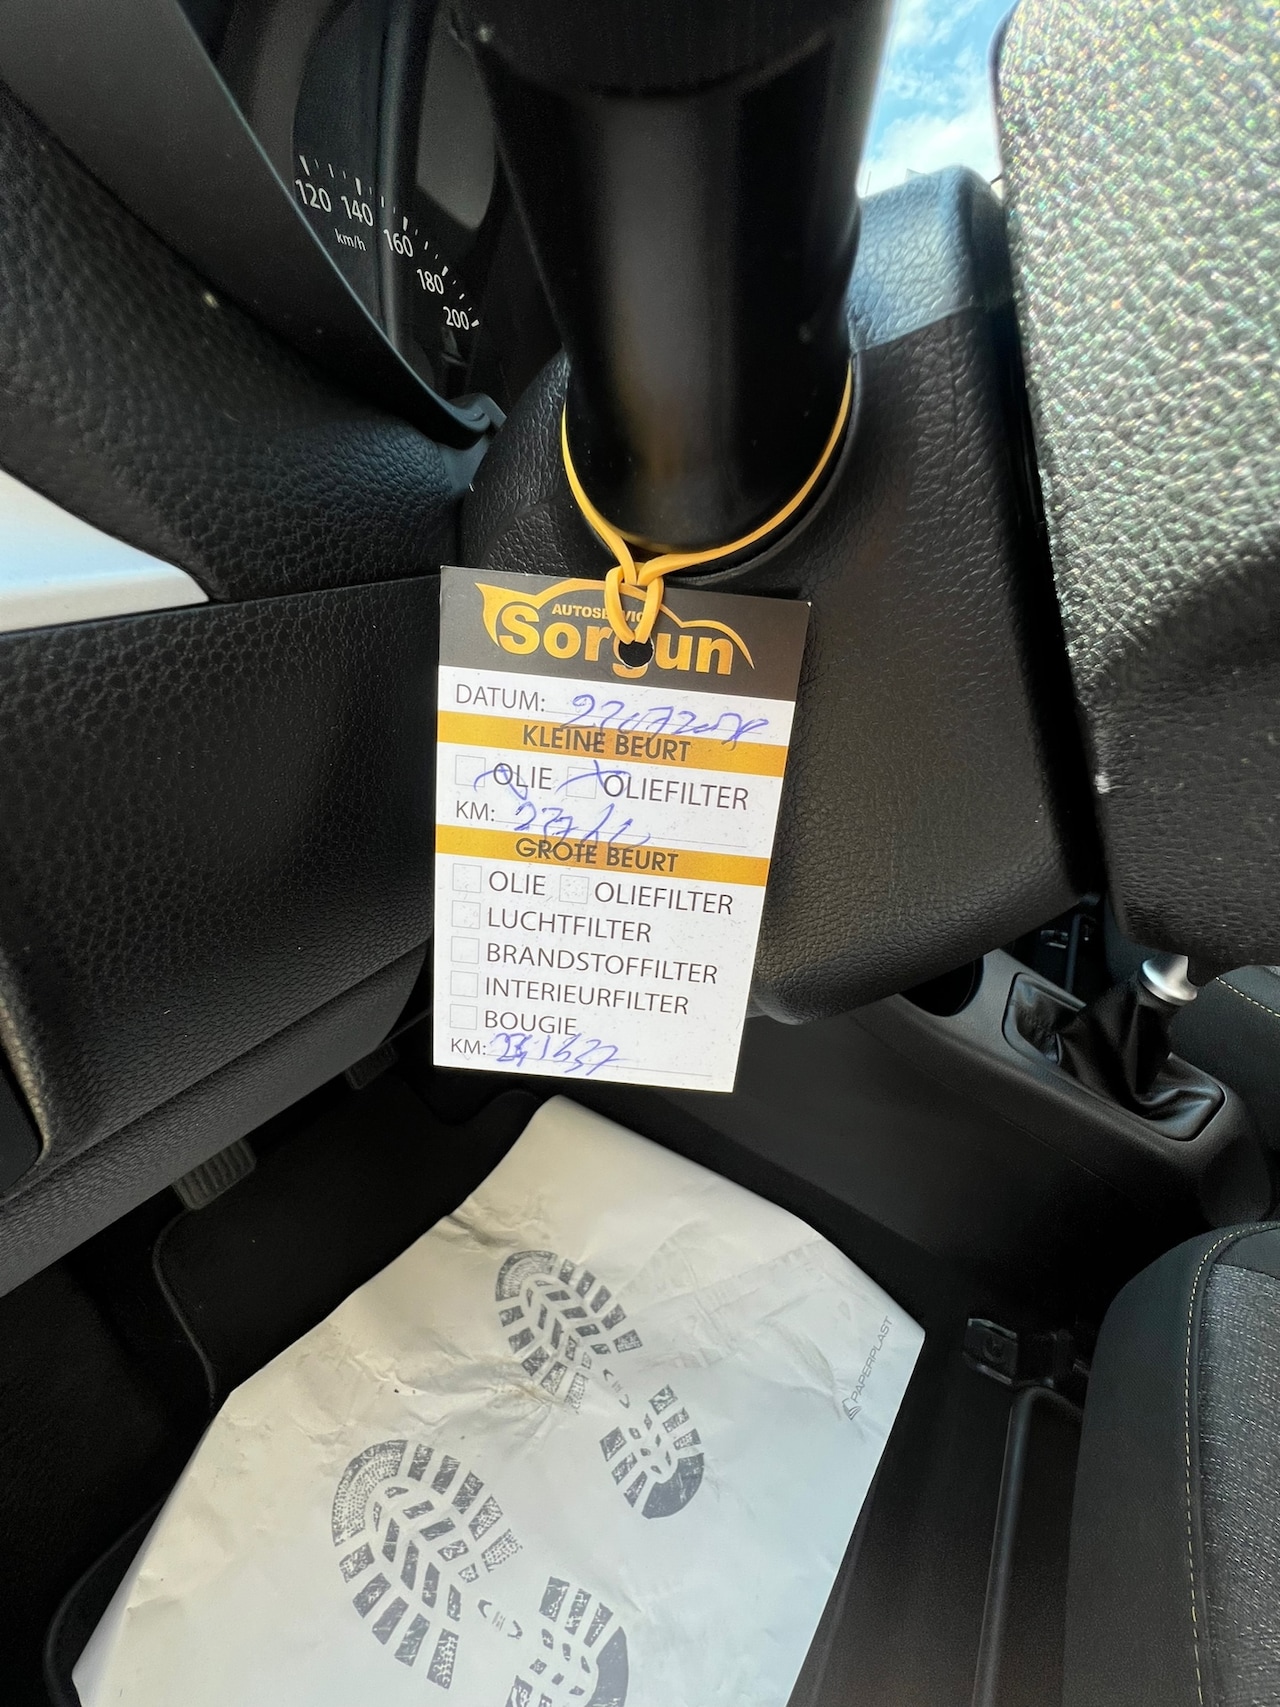 120 140 160 180 200
km/h
AUTOSERVICE
Sorgun
DATUM:
KLEINE BEURT
OLIE OLIEFILTER
KM:
GROTE BEURT
OLIE OLIEFILTER
LUCHTFILTER
BRANDSTOFFILTER
INTERIEURFILTER
BOUGIE
KM:
PAPERPLAST